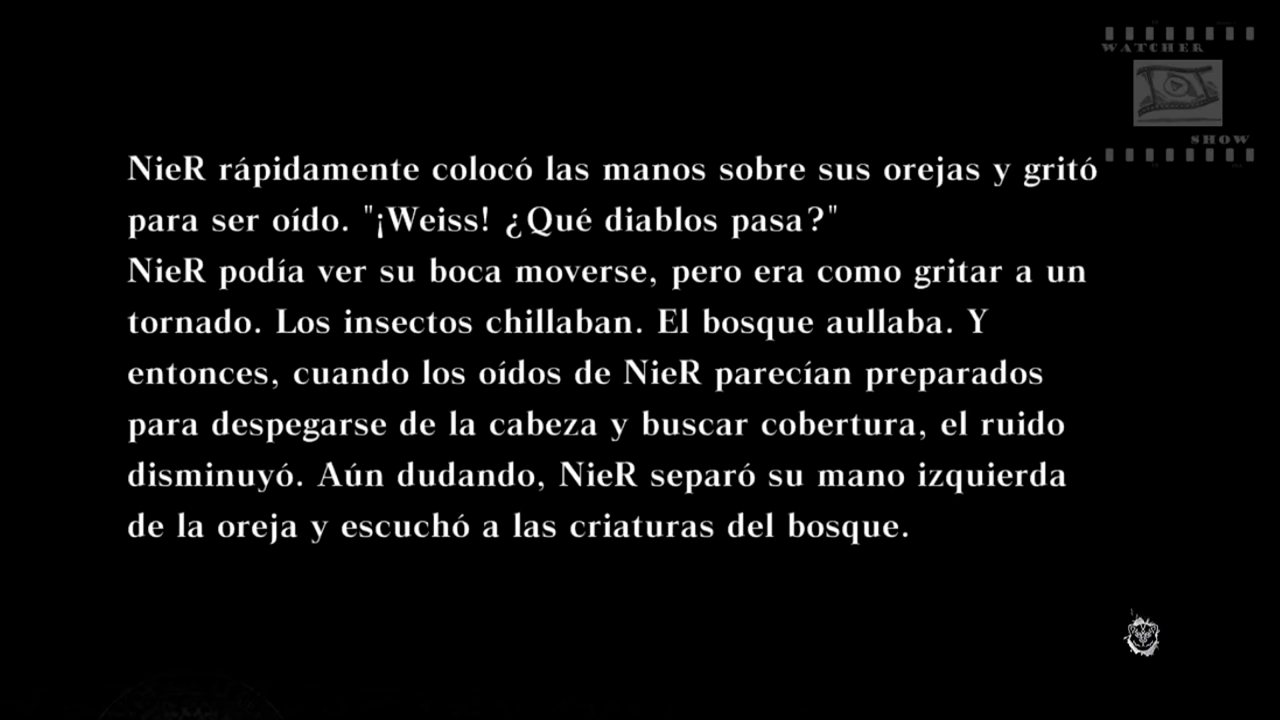 WATCHER
SHOW
NieR rápidamente colocó las manos sobre sus orejas y gritó
para ser oído. "¡Weiss! ¿Qué diablos pasa?"
NieR podía ver su boca moverse, pero era como gritar a un
tornado. Los insectos chillaban. El bosque aullaba. Y
entonces, cuando los oídos de NieR parecían preparados
para despegarse de la cabeza y buscar cobertura, el ruido
disminuyó. Aún dudando, NieR separó su mano izquierda
de la oreja y escuchó a las criaturas del bosque.